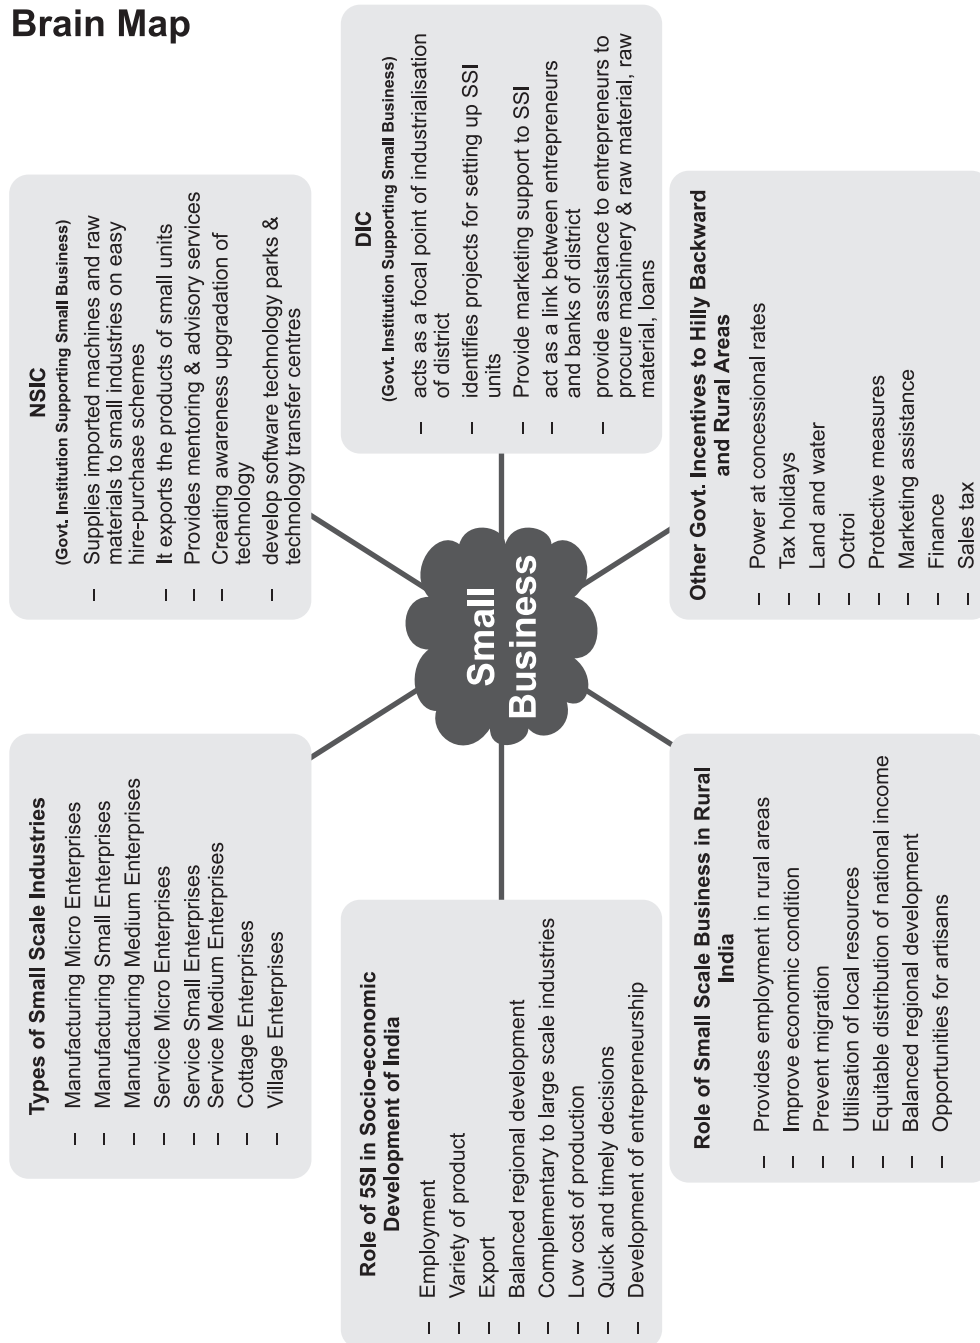 Brain Map
Types of Small Scale Industries
– Manufacturing Micro Enterprises
– Manufacturing Small Enterprises
– Manufacturing Medium Enterprises
– Service Micro Enterprises
– Service Small Enterprises
– Service Medium Enterprises
– Cottage Enterprises
– Village Enterprises
NSIC
(Govt. Institution Supporting Small Business)
– Supplies imported machines and raw
materials to small industries on easy
hire-purchase schemes
– It exports the products of small units
– Provides mentoring & advisory services
– Creating awareness upgradation of
technology
– develop software technology parks &
technology transfer centres
Role of 5SI in Socio-economic
Development of India
– Employment
– Variety of product
– Export
– Balanced regional development
– Complementary to large scale industries
– Low cost of production
– Quick and timely decisions
– Development of entrepreneurship
Small
Business
DIC
(Govt. Institution Supporting Small Business)
– acts as a focal point of industrialisation
of district
– identifies projects for setting up SSI
units
– Provide marketing support to SSI
– act as a link between entrepreneurs
and banks of district
– provide assistance to entrepreneurs to
procure machinery & raw material, raw
material, loans
Role of Small Scale Business in Rural
India
– Provides employment in rural areas
– Improve economic condition
– Prevent migration
– Utilisation of local resources
– Equitable distribution of national income
– Balanced regional development
– Opportunities for artisans
Other Govt. Incentives to Hilly Backward
and Rural Areas
– Power at concessional rates
– Tax holidays
– Land and water
– Octroi
– Protective measures
– Marketing assistance
– Finance
– Sales tax